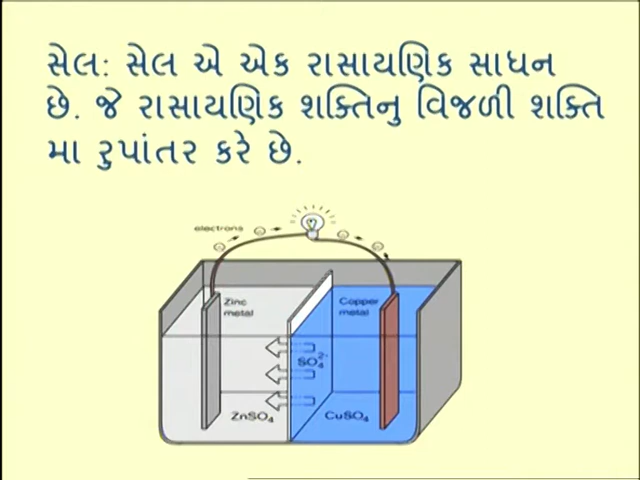 સેલ: સેલ એ એક રાસાયણિક સાધન
છે. જે રાસાયણિક શક્તિનુ વિજળી શક્તિ
મા રુપાંતર કરે છે.
electrons
Zinc
metal
Copper
metal
SO₄²⁻
ZnSO₄
CuSO₄